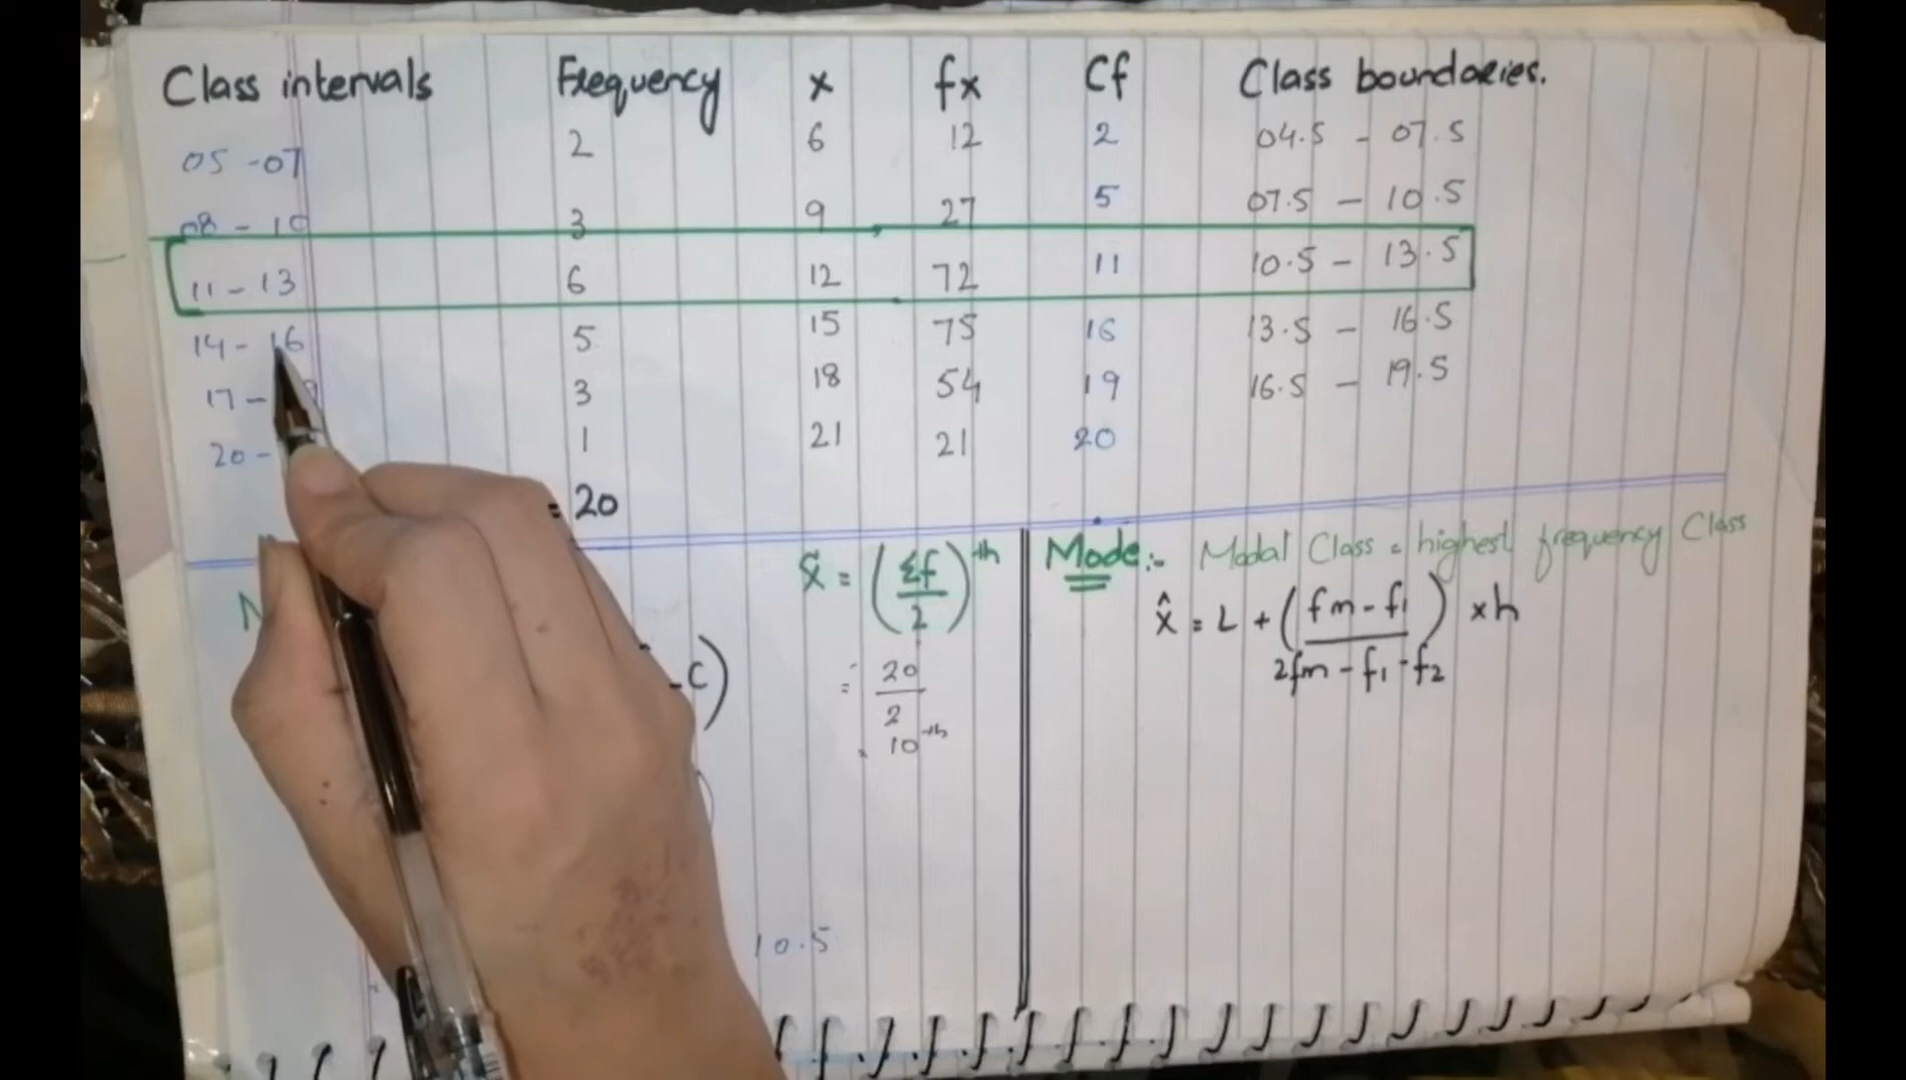 Class intervals Frequency x fx Cf Class boundaries.
05 - 07 2 6 12 2 04.5 - 07.5
08 - 10 3 9 27 5 07.5 - 10.5
11 - 13 6 12 72 11 10.5 - 13.5
14 - 16 5 15 75 16 13.5 - 16.5
17 - 3 18 54 19 16.5 - 19.5
20 - 1 21 21 20
= 20
x̃ = (Σf/2)th
- C)
= 20/2
10th
10.5
Mode:- Modal Class = highest frequency Class
x̂ = L + (fm - f1 / 2fm - f1 - f2) × h